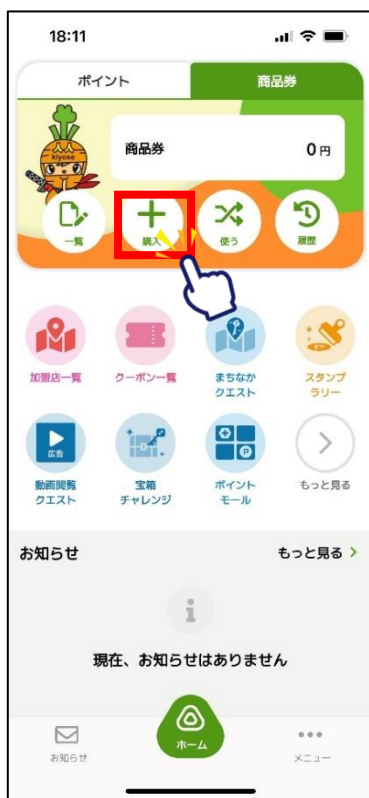 18:11
ポイント
商品券
kiyose
商品券
0 円
一覧
購入
使う
履歴
加盟店一覧
クーポン一覧
まちなか
クエスト
スタンプ
ラリー
広告
P
動画閲覧
クエスト
宝箱
チャレンジ
ポイント
モール
もっと見る
お知らせ
もっと見る
現在、お知らせはありません
お知らせ
ホーム
メニュー